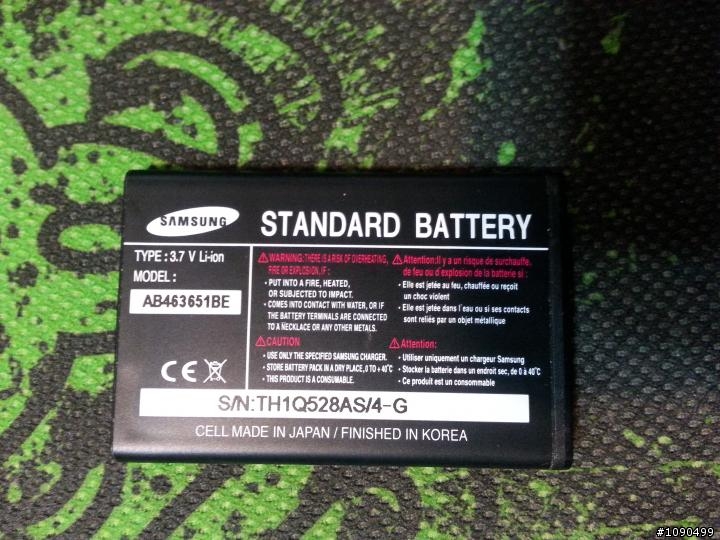 SAMSUNG
STANDARD BATTERY
TYPE : 3.7 V Li-ion
MODEL :
AB463651BE
WARNING: THERE IS A RISK OF OVERHEATING,
FIRE OR EXPLOSION IF :
• PUT INTO A FIRE, HEATED,
OR SUBJECTED TO IMPACT.
• COMES INTO CONTACT WITH WATER, OR IF
THE BATTERY TERMINALS ARE CONNECTED
TO A NECKLACE OR ANY OTHER METALS.
CAUTION
• USE ONLY THE SPECIFIED SAMSUNG CHARGER.
• STORE BATTERY PACK IN A DRY PLACE, 0 TO +40°C
• THIS PRODUCT IS A CONSUMABLE.
Attention: Il y a un risque de surchauffe,
de feu ou d'explosion de la batterie si :
• Elle est jetée au feu, chauffée ou reçoit
un choc violent
• Elle est jetée dans l'eau ou si ses contacts
sont reliés par un objet métallique
Attention:
• Utiliser uniquement un chargeur Samsung
• Stocker la batterie dans un endroit sec, de 0 à 40°C
• Ce produit est un consommable
CE
S/N:TH1Q528AS/4-G
CELL MADE IN JAPAN / FINISHED IN KOREA
#1090499